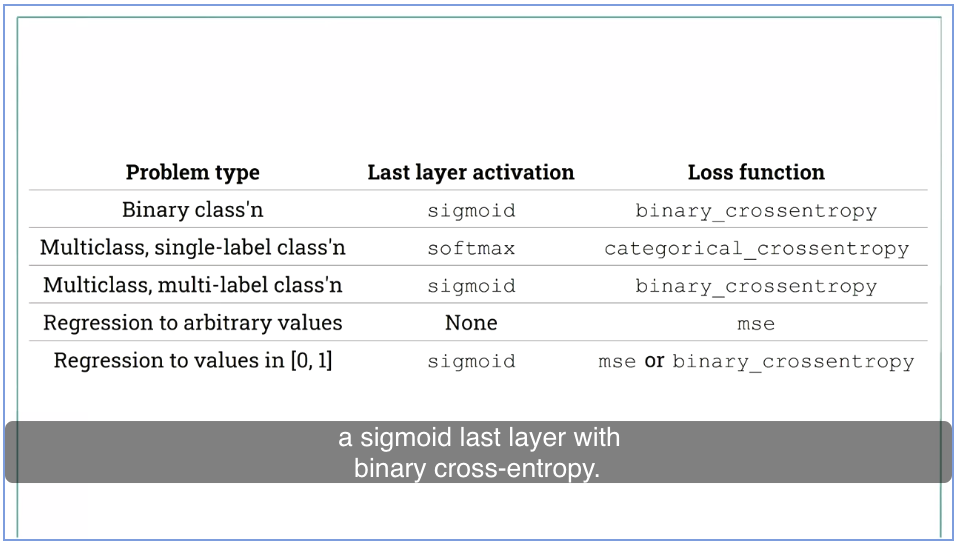 Problem type Last layer activation Loss function
Binary class'n sigmoid binary_crossentropy
Multiclass, single-label class'n softmax categorical_crossentropy
Multiclass, multi-label class'n sigmoid binary_crossentropy
Regression to arbitrary values None mse
Regression to values in [0, 1] sigmoid mse or binary_crossentropy
a sigmoid last layer with
binary cross-entropy.